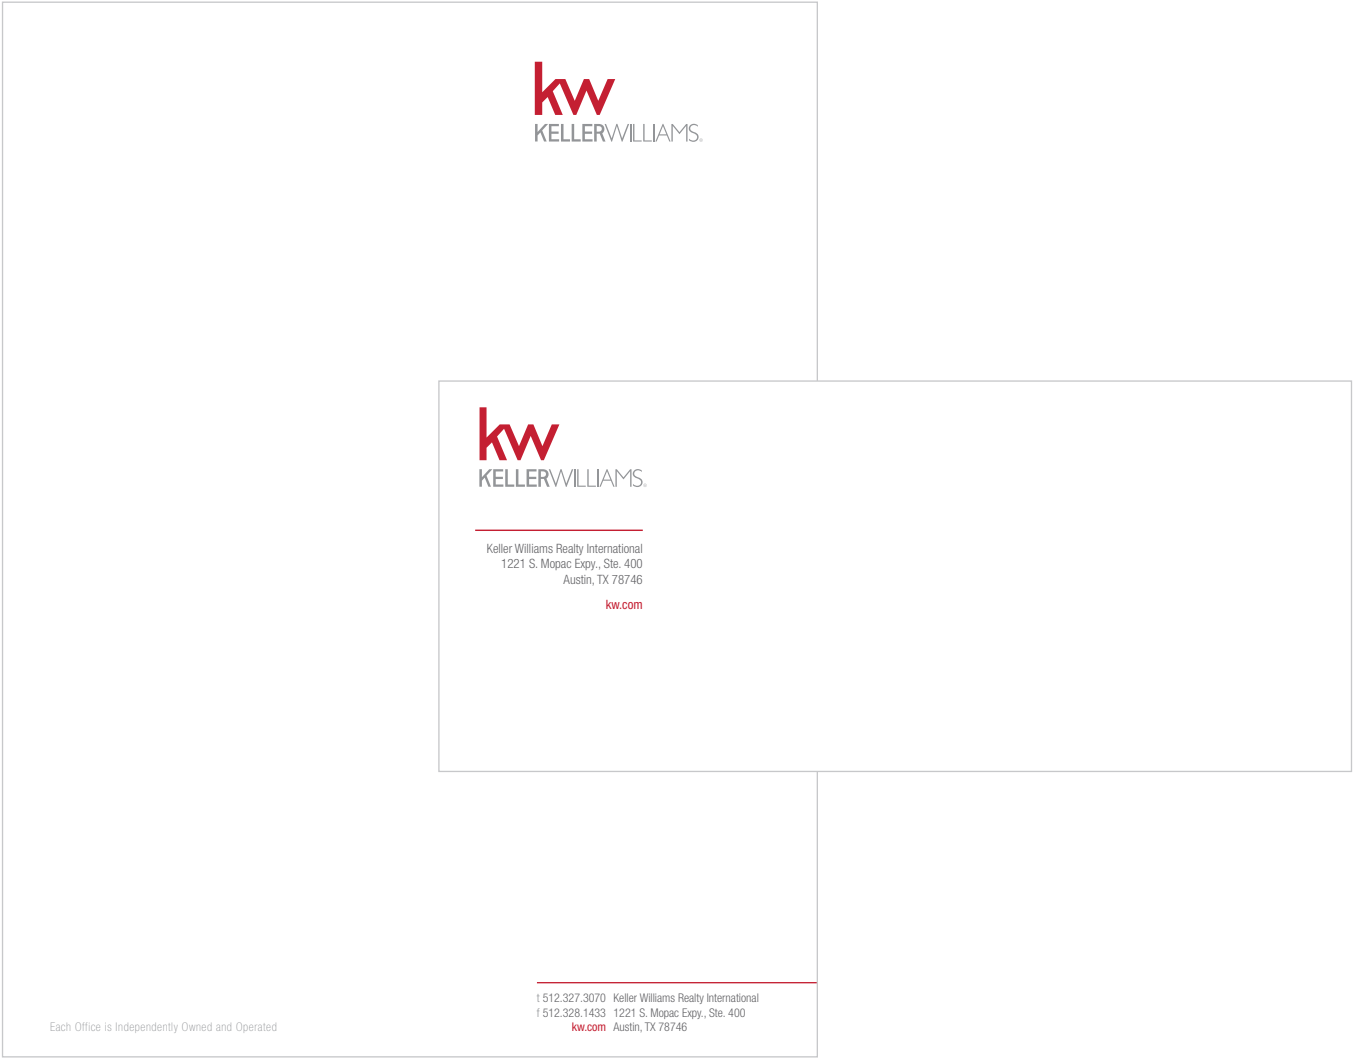 kw
KELLERWILLIAMS®
kw
KELLERWILLIAMS®
Keller Williams Realty International
1221 S. Mopac Expy., Ste. 400
Austin, TX 78746
kw.com
t 512.327.3070 Keller Williams Realty International
f 512.328.1433 1221 S. Mopac Expy., Ste. 400
kw.com Austin, TX 78746
Each Office is Independently Owned and Operated